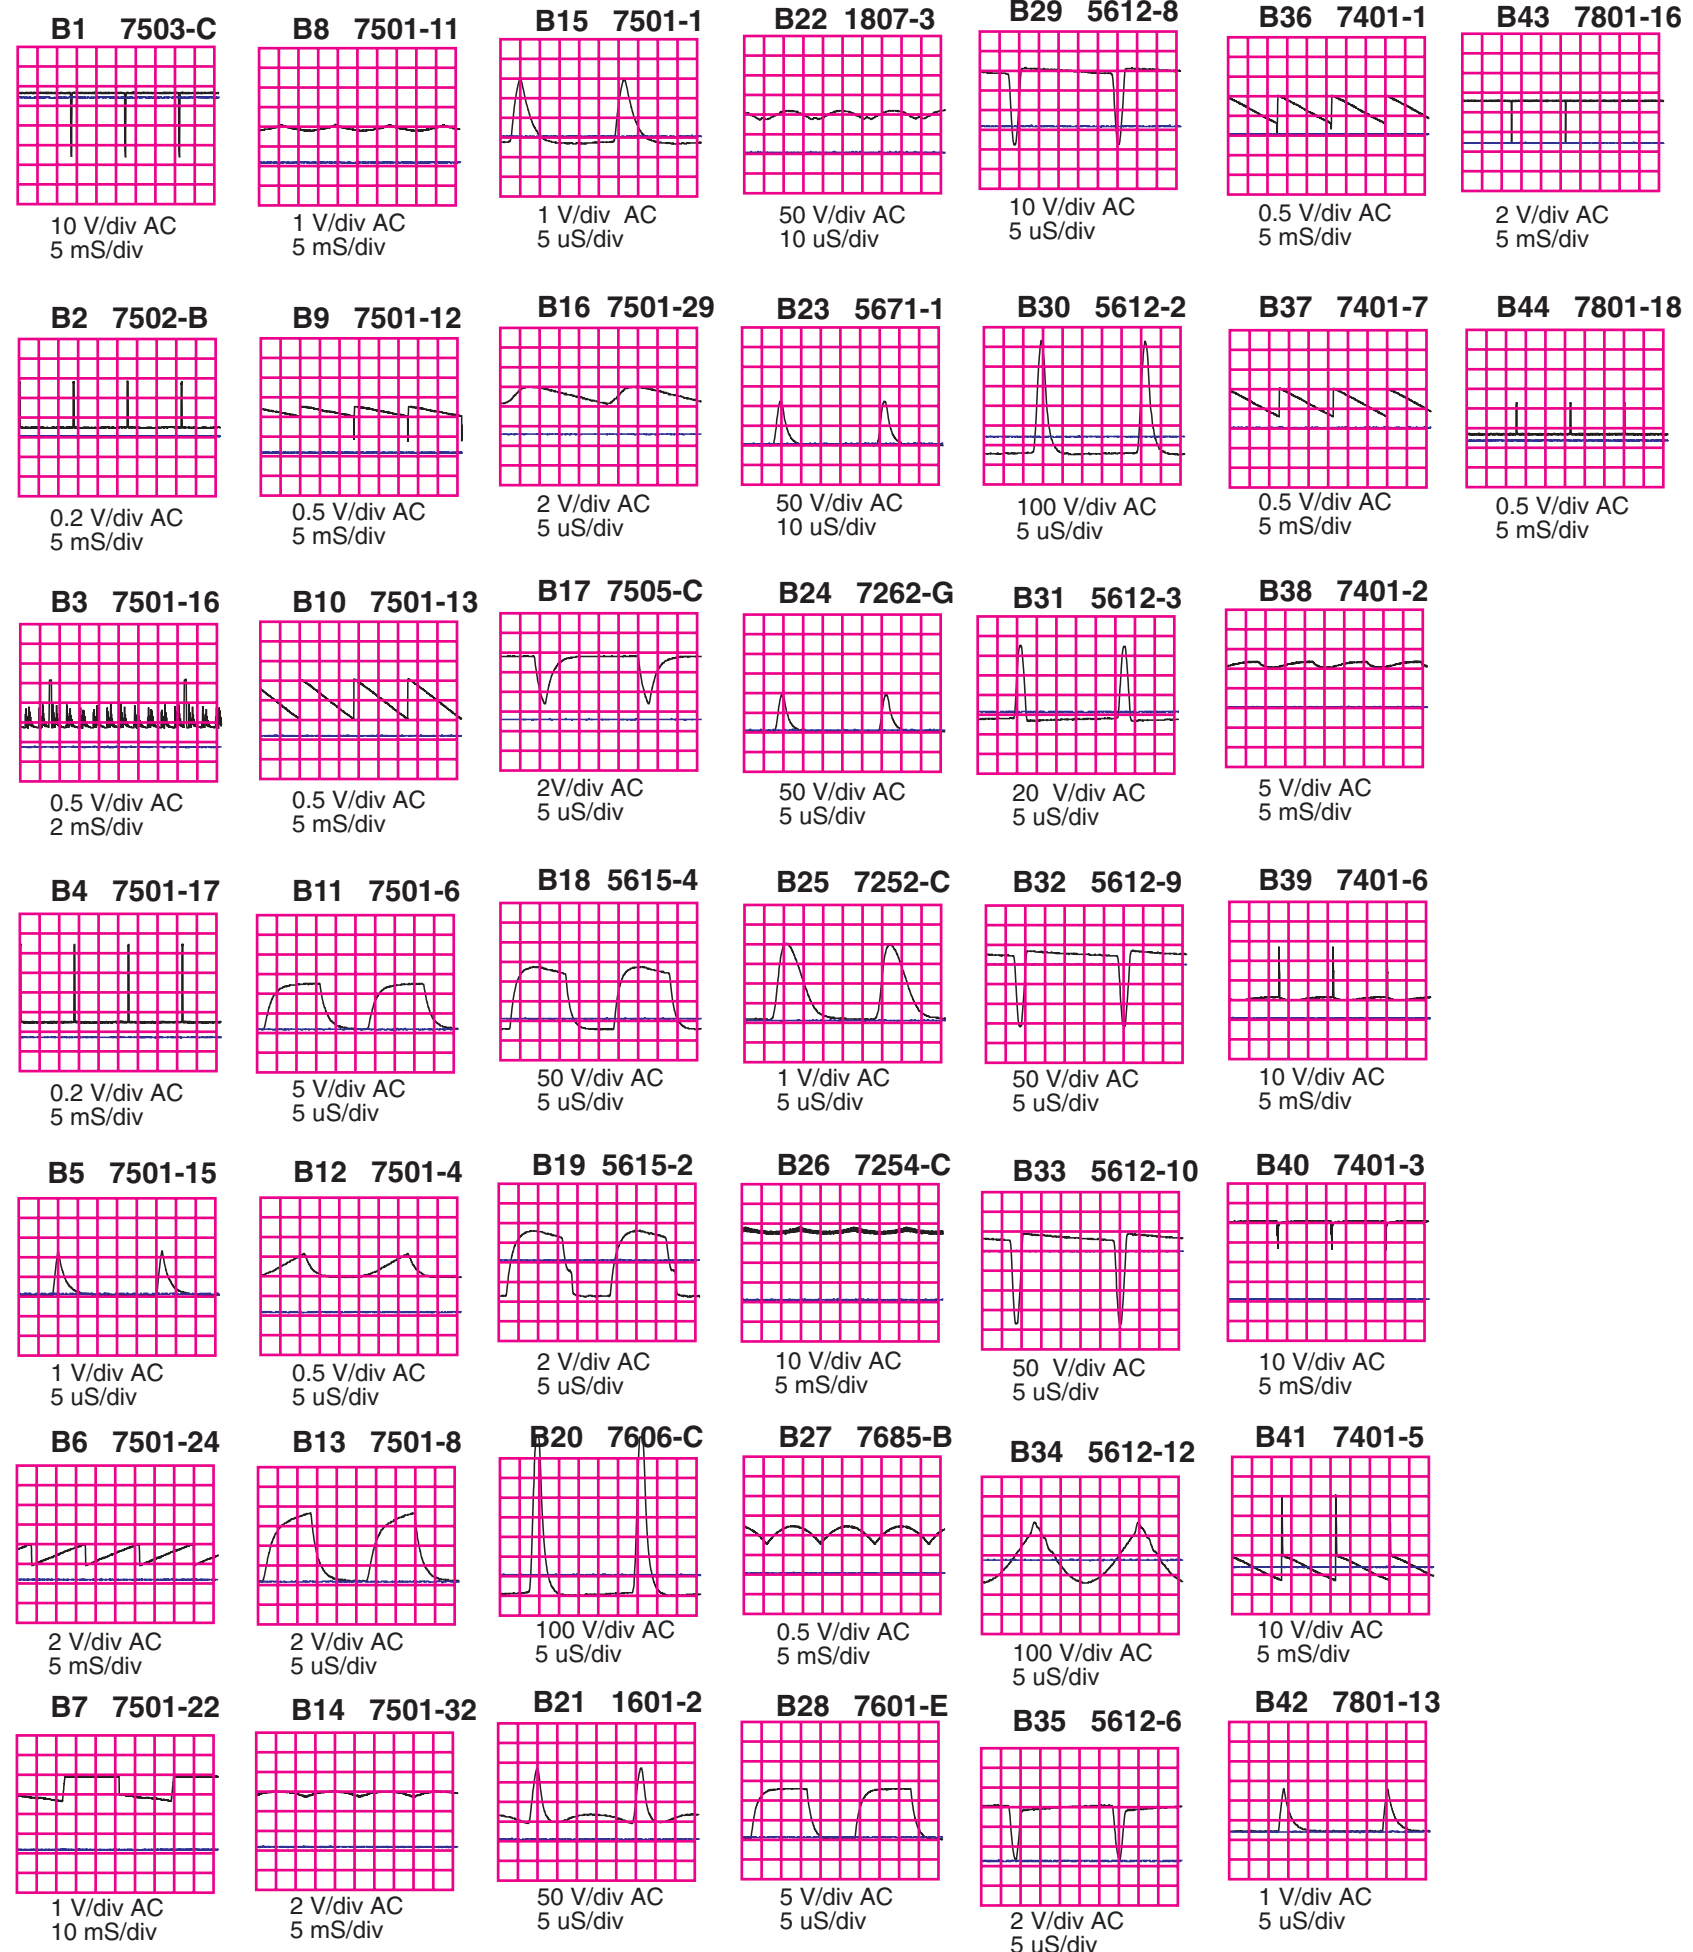 B1 7503-C
10 V/div AC
5 mS/div
B2 7502-B
0.2 V/div AC
5 mS/div
B3 7501-16
0.5 V/div AC
2 mS/div
B4 7501-17
0.2 V/div AC
5 mS/div
B5 7501-15
1 V/div AC
5 uS/div
B6 7501-24
2 V/div AC
5 mS/div
B7 7501-22
1 V/div AC
10 mS/div
B8 7501-11
1 V/div AC
5 mS/div
B9 7501-12
0.5 V/div AC
5 mS/div
B10 7501-13
0.5 V/div AC
5 mS/div
B11 7501-6
5 V/div AC
5 uS/div
B12 7501-4
0.5 V/div AC
5 uS/div
B13 7501-8
2 V/div AC
5 uS/div
B14 7501-32
2 V/div AC
5 mS/div
B15 7501-1
1 V/div AC
5 uS/div
B16 7501-29
2 V/div AC
5 uS/div
B17 7505-C
2V/div AC
5 uS/div
B18 5615-4
50 V/div AC
5 uS/div
B19 5615-2
2 V/div AC
5 uS/div
B20 7606-C
100 V/div AC
5 uS/div
B21 1601-2
50 V/div AC
5 uS/div
B22 1807-3
50 V/div AC
10 uS/div
B23 5671-1
50 V/div AC
10 uS/div
B24 7262-G
50 V/div AC
5 uS/div
B25 7252-C
1 V/div AC
5 uS/div
B26 7254-C
10 V/div AC
5 mS/div
B27 7685-B
0.5 V/div AC
5 mS/div
B28 7601-E
5 V/div AC
5 uS/div
B29 5612-8
10 V/div AC
5 uS/div
B30 5612-2
100 V/div AC
5 uS/div
B31 5612-3
20 V/div AC
5 uS/div
B32 5612-9
50 V/div AC
5 uS/div
B33 5612-10
50 V/div AC
5 uS/div
B34 5612-12
100 V/div AC
5 uS/div
B35 5612-6
2 V/div AC
5 uS/div
B36 7401-1
0.5 V/div AC
5 mS/div
B37 7401-7
0.5 V/div AC
5 mS/div
B38 7401-2
5 V/div AC
5 mS/div
B39 7401-6
10 V/div AC
5 mS/div
B40 7401-3
10 V/div AC
5 mS/div
B41 7401-5
10 V/div AC
5 mS/div
B42 7801-13
1 V/div AC
5 uS/div
B43 7801-16
2 V/div AC
5 mS/div
B44 7801-18
0.5 V/div AC
5 mS/div